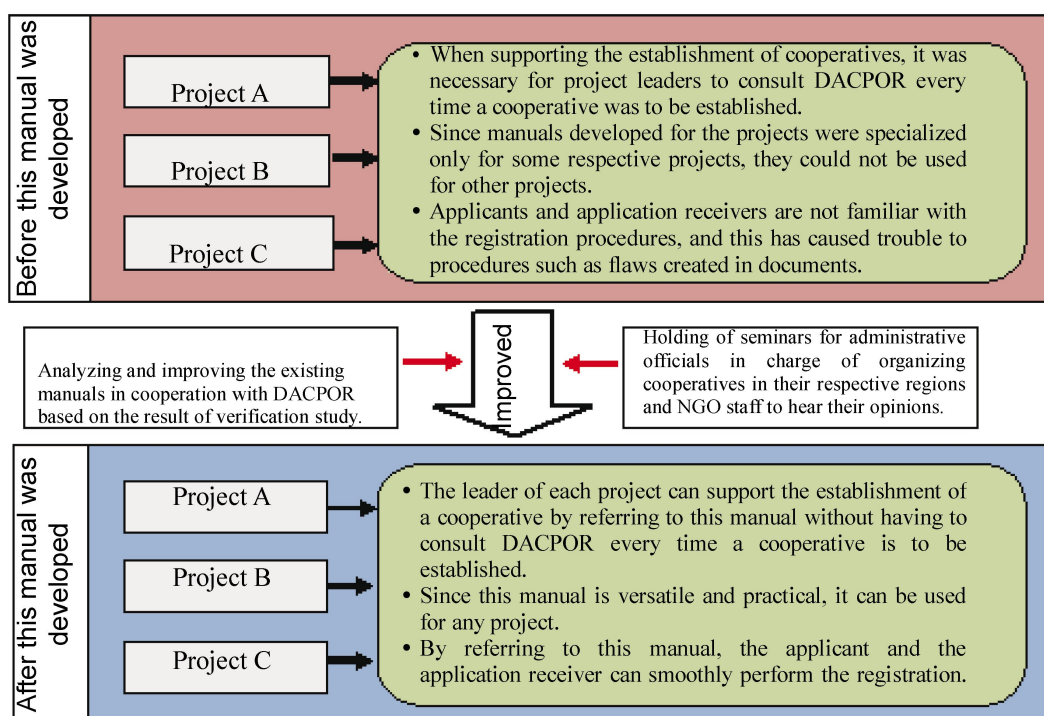 Before this manual was
developed
Project A
Project B
Project C
• When supporting the establishment of cooperatives, it was
necessary for project leaders to consult DACPOR every
time a cooperative was to be established.
• Since manuals developed for the projects were specialized
only for some respective projects, they could not be used
for other projects.
• Applicants and application receivers are not familiar with
the registration procedures, and this has caused trouble to
procedures such as flaws created in documents.
Analyzing and improving the existing
manuals in cooperation with DACPOR
based on the result of verification study.
Improved
Holding of seminars for administrative
officials in charge of organizing
cooperatives in their respective regions
and NGO staff to hear their opinions.
After this manual was
developed
Project A
Project B
Project C
• The leader of each project can support the establishment of
a cooperative by referring to this manual without having to
consult DACPOR every time a cooperative is to be
established.
• Since this manual is versatile and practical, it can be used
for any project.
• By referring to this manual, the applicant and the
application receiver can smoothly perform the registration.